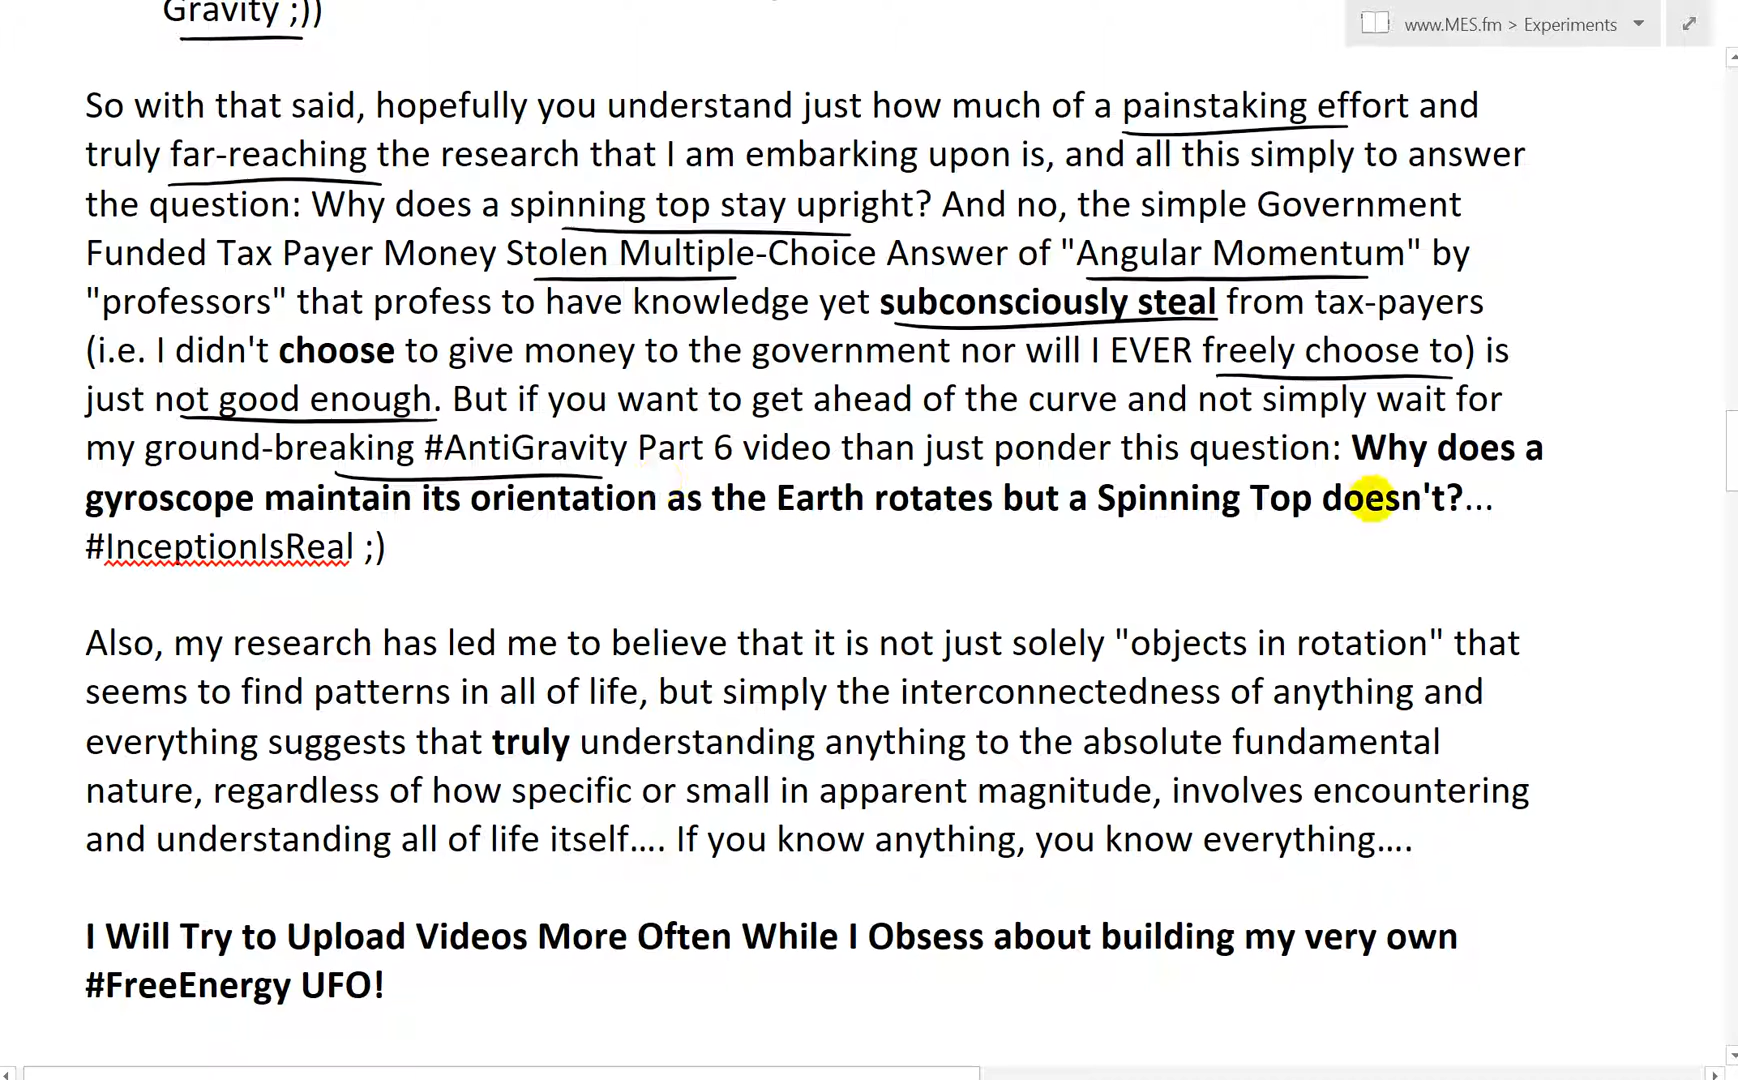 Gravity ;))
www.MES.fm > Experiments
So with that said, hopefully you understand just how much of a painstaking effort and
truly far-reaching the research that I am embarking upon is, and all this simply to answer
the question: Why does a spinning top stay upright? And no, the simple Government
Funded Tax Payer Money Stolen Multiple-Choice Answer of "Angular Momentum" by
"professors" that profess to have knowledge yet subconsciously steal from tax-payers
(i.e. I didn't choose to give money to the government nor will I EVER freely choose to) is
just not good enough. But if you want to get ahead of the curve and not simply wait for
my ground-breaking #AntiGravity Part 6 video than just ponder this question: Why does a
gyroscope maintain its orientation as the Earth rotates but a Spinning Top doesn't?...
#InceptionIsReal ;)
Also, my research has led me to believe that it is not just solely "objects in rotation" that
seems to find patterns in all of life, but simply the interconnectedness of anything and
everything suggests that truly understanding anything to the absolute fundamental
nature, regardless of how specific or small in apparent magnitude, involves encountering
and understanding all of life itself.... If you know anything, you know everything....
I Will Try to Upload Videos More Often While I Obsess about building my very own
#FreeEnergy UFO!